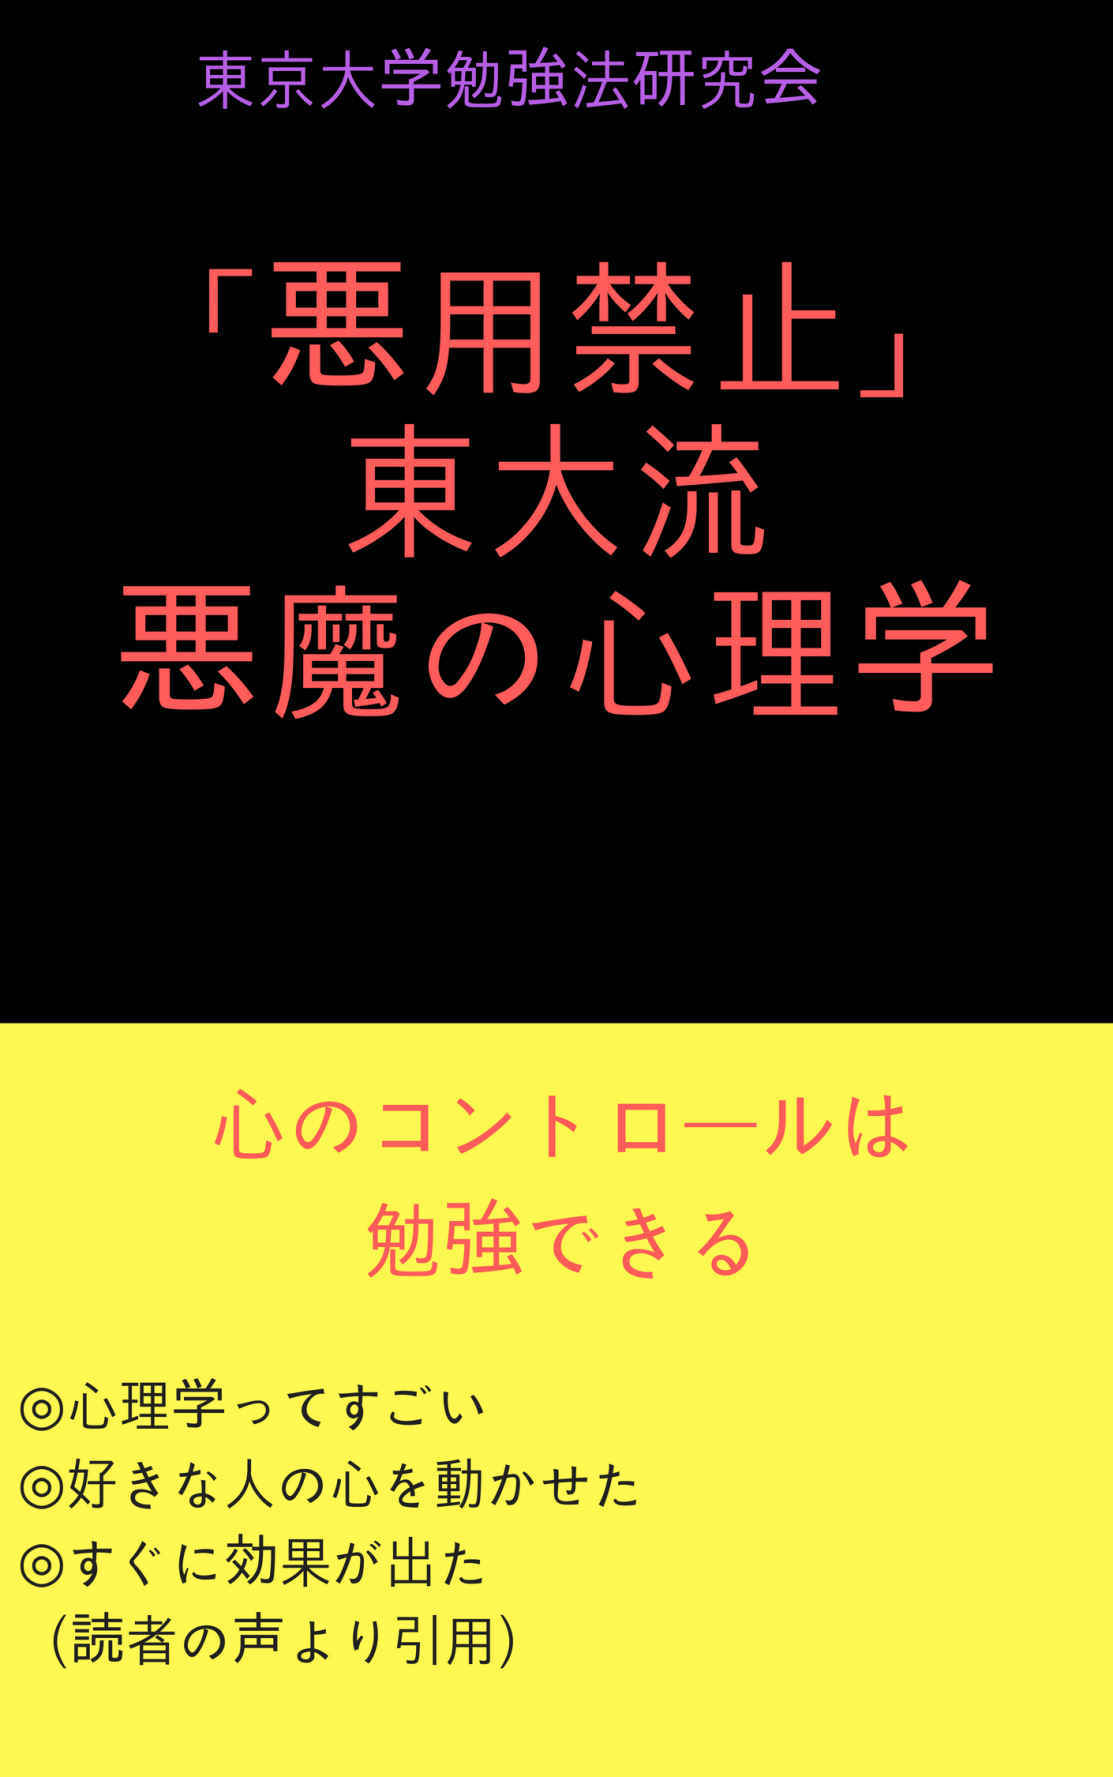 東京大学勉強法研究会
「悪用禁止」
東大流
悪魔の心理学
心のコントロールは
勉強できる
◎心理学ってすごい
◎好きな人の心を動かせた
◎すぐに効果が出た
(読者の声より引用)